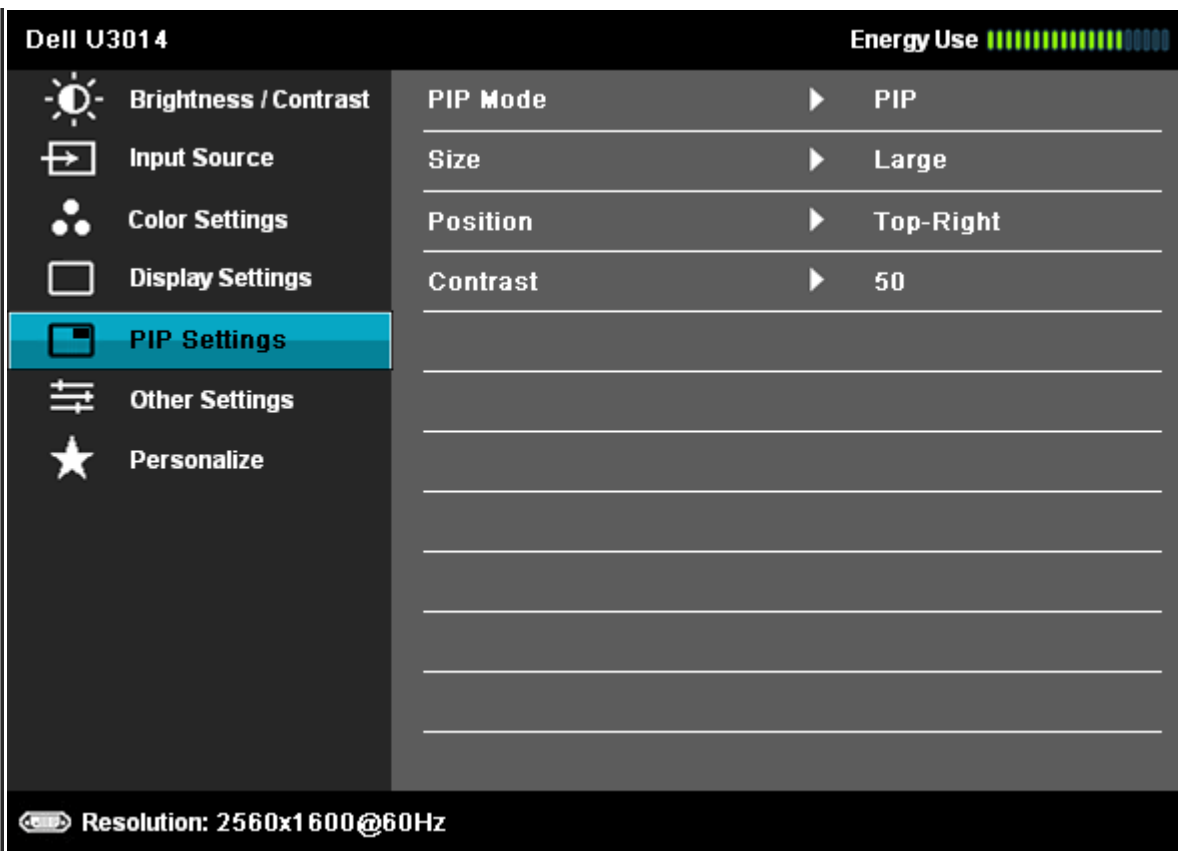 Dell U3014 Energy Use
Brightness / Contrast PIP Mode PIP
Input Source Size Large
Color Settings Position Top-Right
Display Settings Contrast 50
PIP Settings
Other Settings
Personalize
Resolution: 2560x1600@60Hz